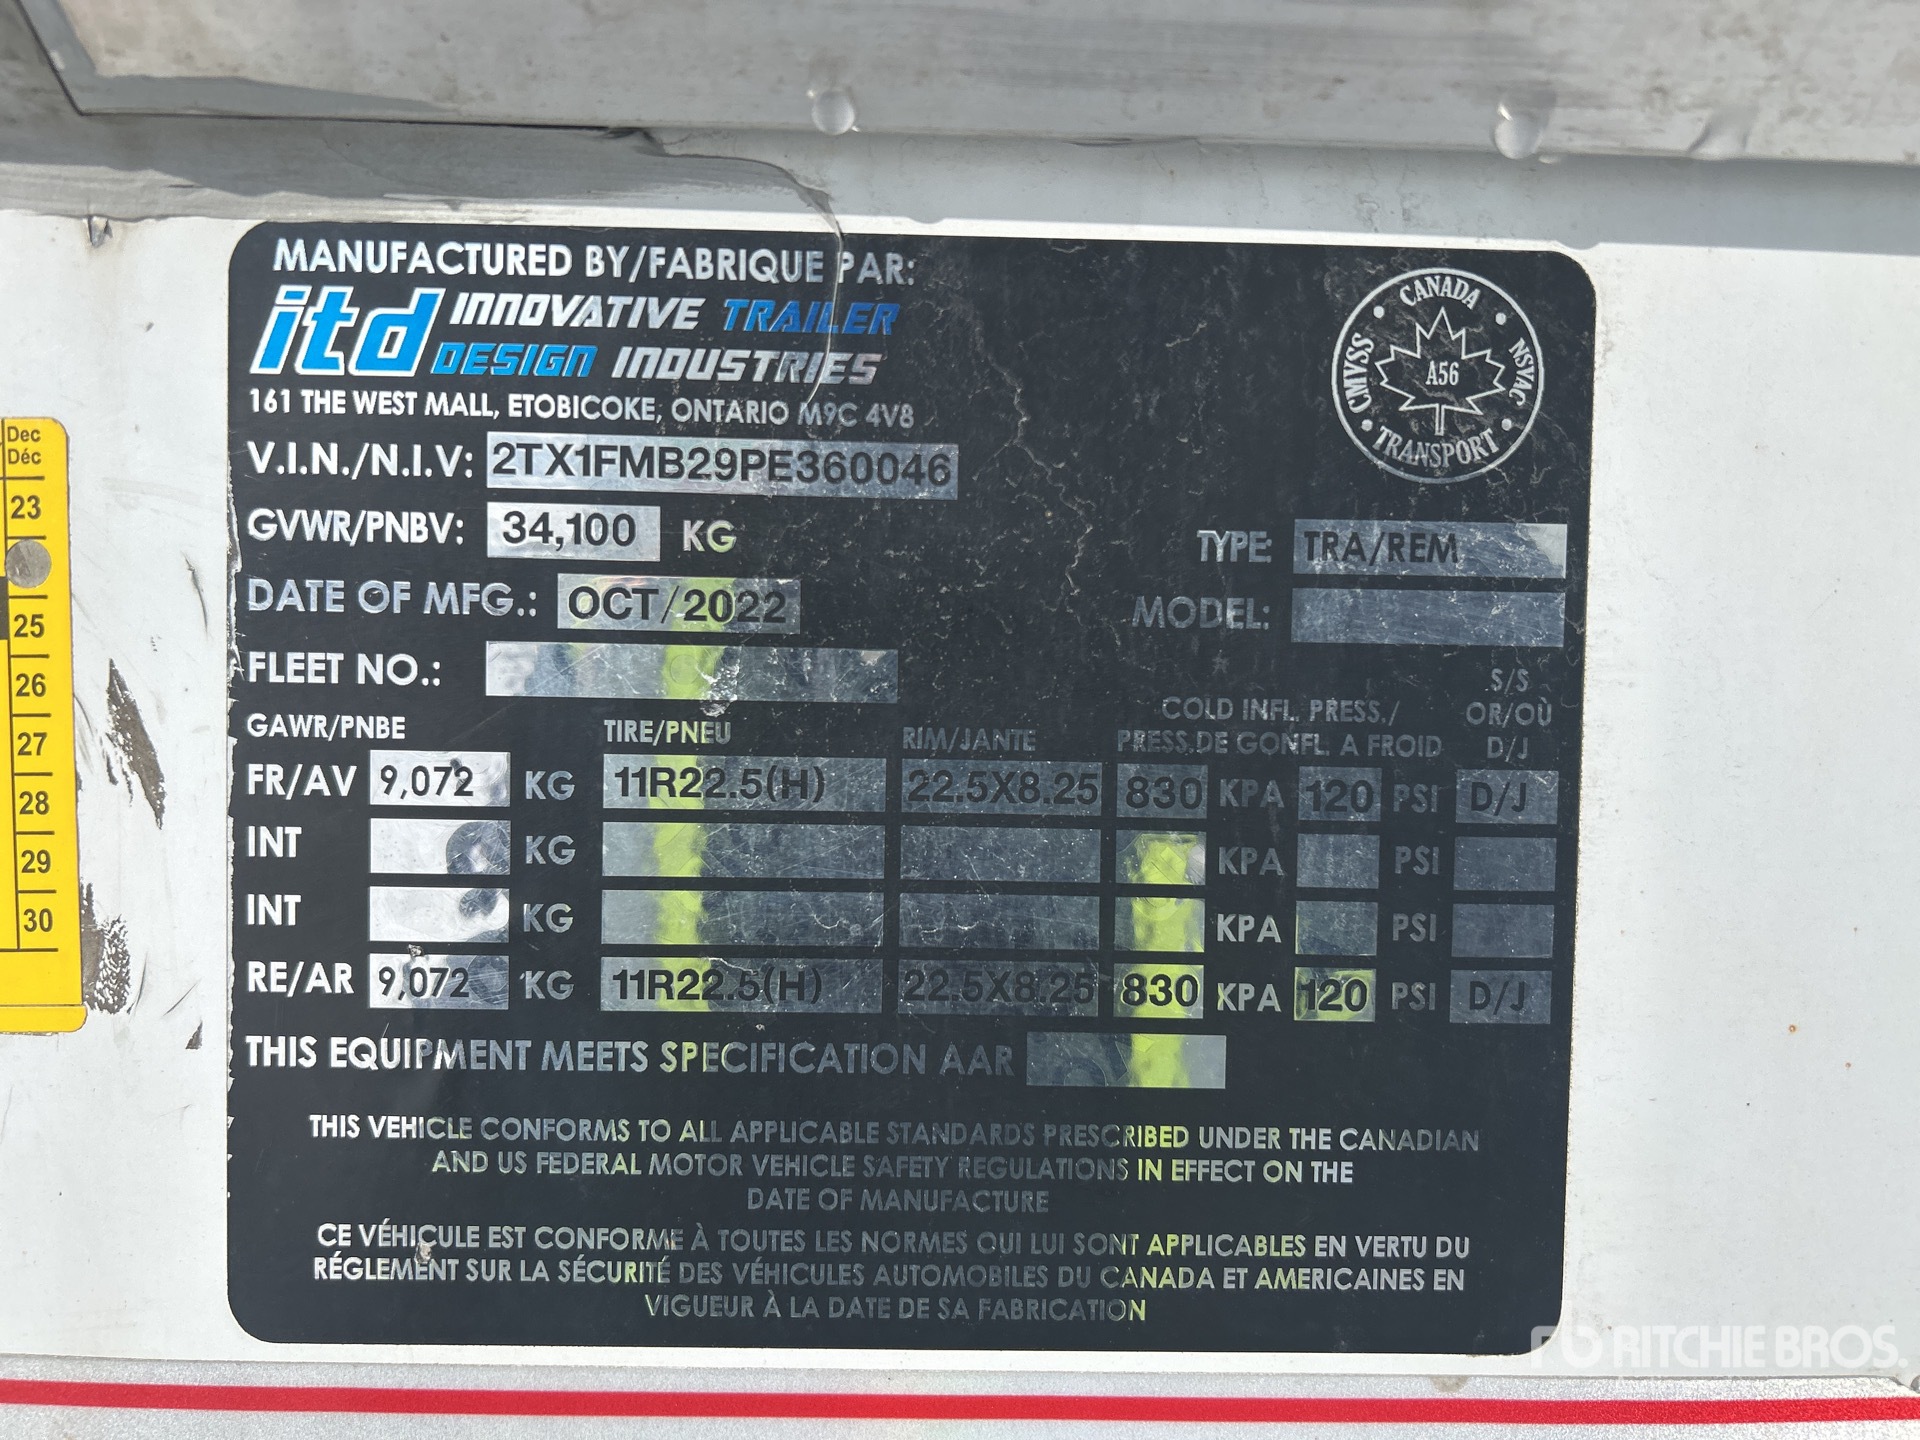 MANUFACTURED BY/FABRIQUE PAR:
itd INNOVATIVE TRAILER
DESIGN INDUSTRIES
161 THE WEST MALL, ETOBICOKE, ONTARIO M9C 4V8
V.I.N./N.I.V: 2TX1FMB29PE360046
CANADA TRANSPORT CMVSS NSVAC A56
GVWR/PNBV: 34,100 KG TYPE: TRA/REM
DATE OF MFG.: OCT/2022 MODEL:
FLEET NO.:
GAWR/PNBE TIRE/PNEU RIM/JANTE COLD INFL. PRESS./ PRESS.DE GONFL. A FROID S/S OR/OÙ D/J
FR/AV 9,072 KG 11R22.5(H) 22.5X8.25 830 KPA 120 PSI D/J
INT KG KPA PSI
INT KG KPA PSI
RE/AR 9,072 KG 11R22.5(H) 22.5X8.25 830 KPA 120 PSI D/J
THIS EQUIPMENT MEETS SPECIFICATION AAR
THIS VEHICLE CONFORMS TO ALL APPLICABLE STANDARDS PRESCRIBED UNDER THE CANADIAN
AND US FEDERAL MOTOR VEHICLE SAFETY REGULATIONS IN EFFECT ON THE
DATE OF MANUFACTURE
CE VÉHICULE EST CONFORME À TOUTES LES NORMES QUI LUI SONT APPLICABLES EN VERTU DU
RÉGLEMENT SUR LA SÉCURITÉ DES VÉHICULES AUTOMOBILES DU CANADA ET AMERICAINES EN
VIGUEUR À LA DATE DE SA FABRICATION
Dec
Déc
23
25
26
27
28
29
30
RITCHIE BROS.